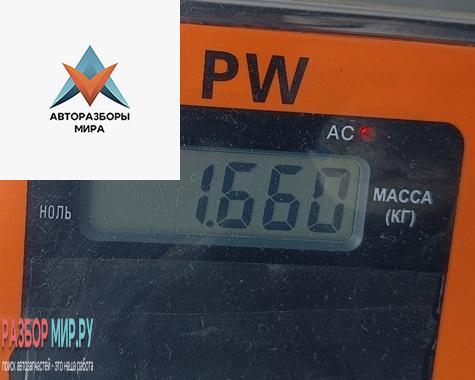 АВТОРАЗБОРЫ
МИРА
PW
AC
1.660
НОЛЬ
МАССА
(КГ)
РАЗБОР МИР.РУ
поиск автозапчастей - это наша работа